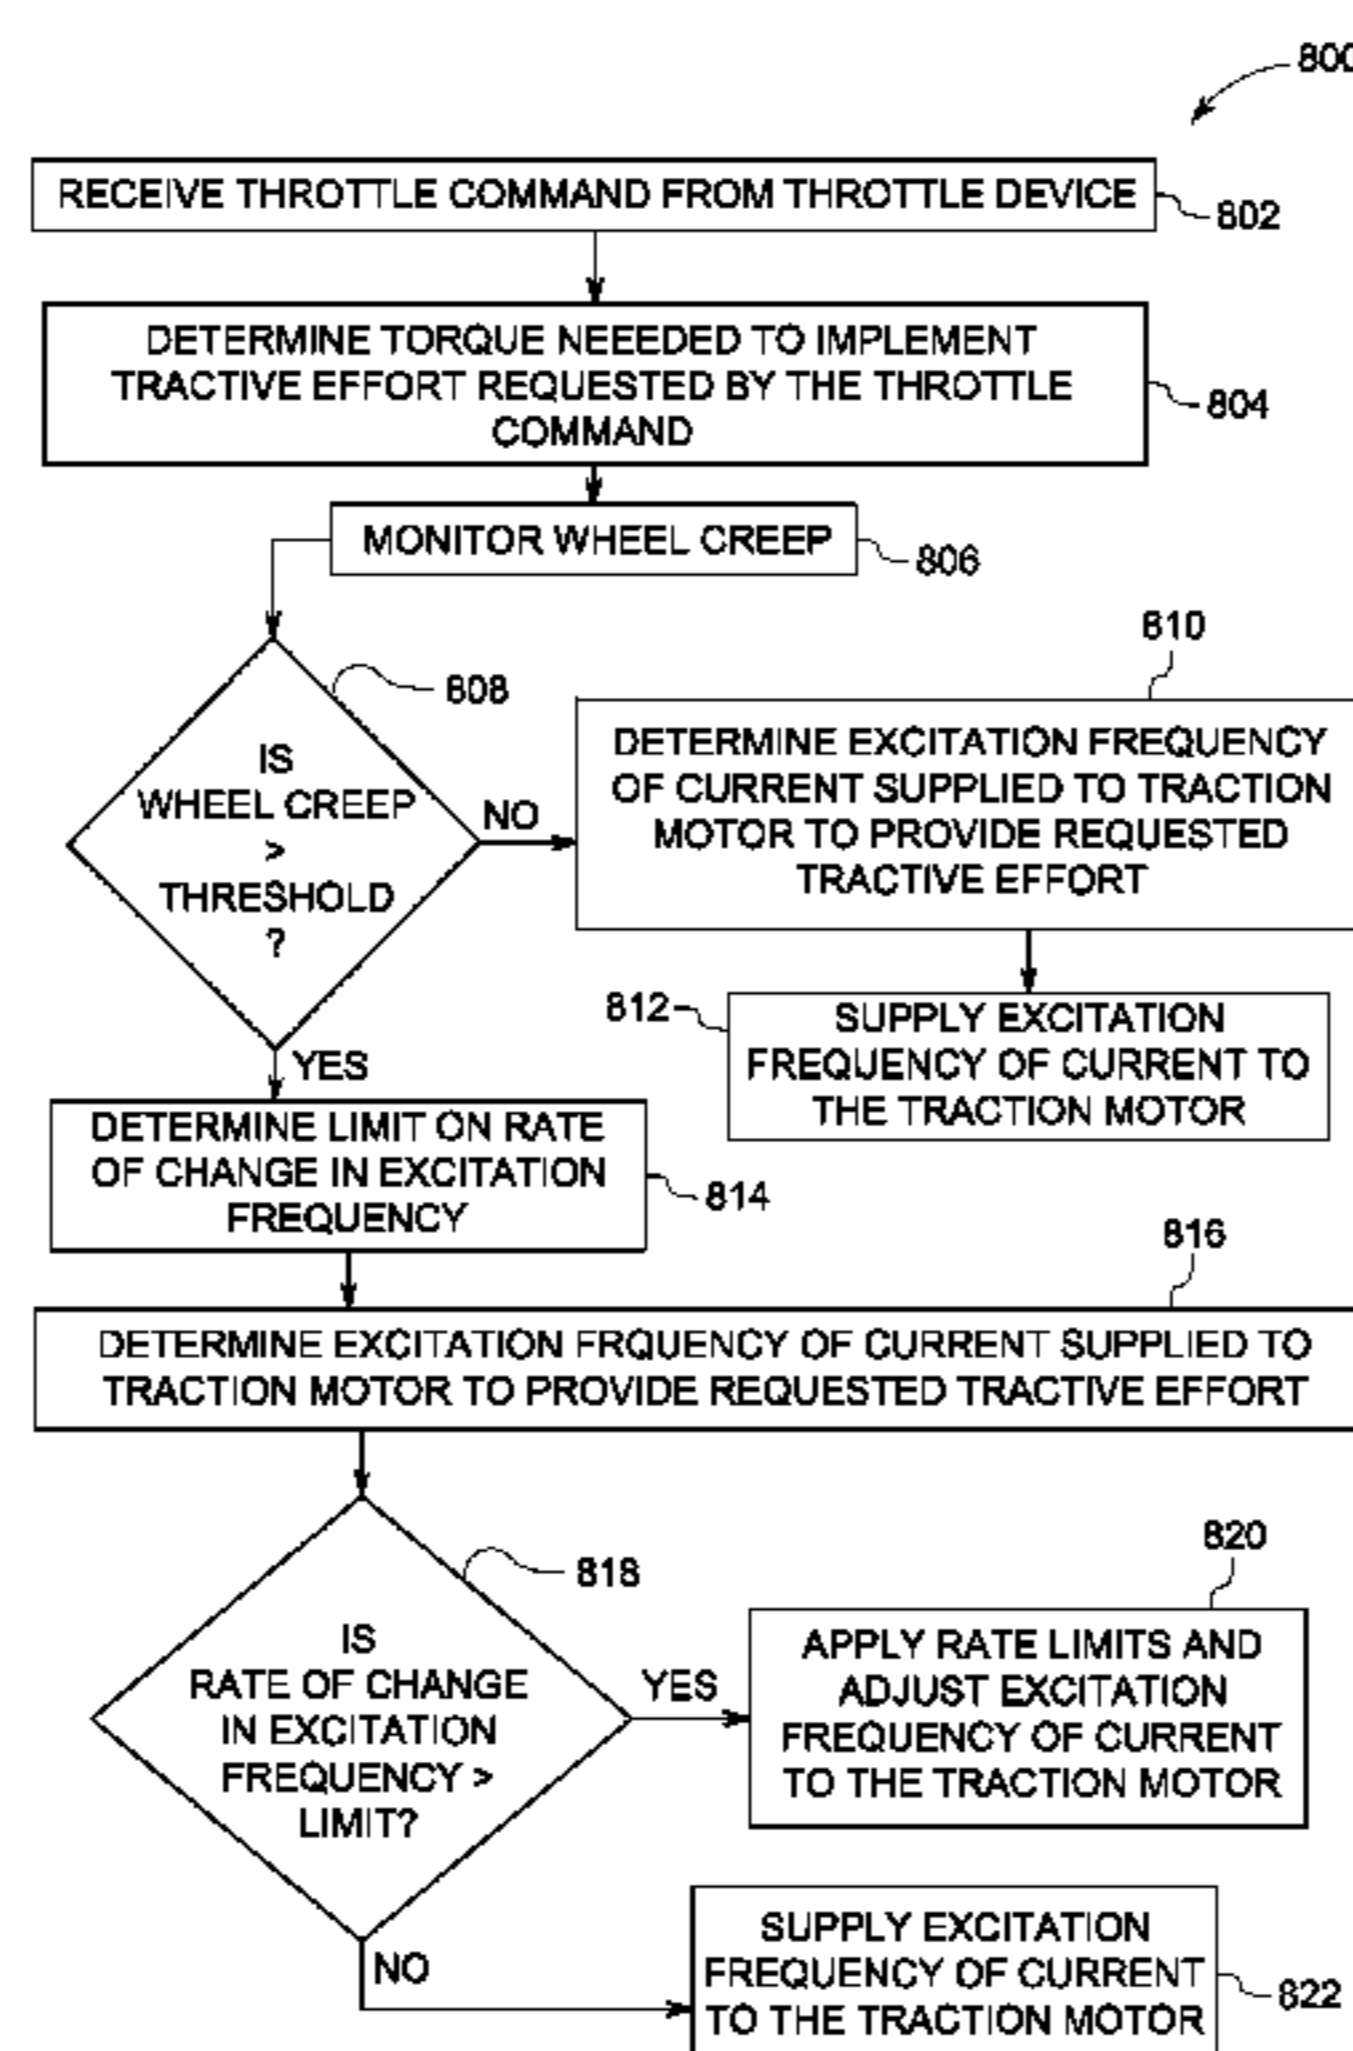 800
RECEIVE THROTTLE COMMAND FROM THROTTLE DEVICE
802
DETERMINE TORQUE NEEEDED TO IMPLEMENT
TRACTIVE EFFORT REQUESTED BY THE THROTTLE
COMMAND
804
MONITOR WHEEL CREEP
806
808
IS
WHEEL CREEP
>
THRESHOLD
?
NO
810
DETERMINE EXCITATION FREQUENCY
OF CURRENT SUPPLIED TO TRACTION
MOTOR TO PROVIDE REQUESTED
TRACTIVE EFFORT
812
SUPPLY EXCITATION
FREQUENCY OF CURRENT TO
THE TRACTION MOTOR
YES
DETERMINE LIMIT ON RATE
OF CHANGE IN EXCITATION
FREQUENCY
814
816
DETERMINE EXCITATION FRQUENCY OF CURRENT SUPPLIED TO
TRACTION MOTOR TO PROVIDE REQUESTED TRACTIVE EFFORT
818
IS
RATE OF CHANGE
IN EXCITATION
FREQUENCY >
LIMIT?
YES
820
APPLY RATE LIMITS AND
ADJUST EXCITATION
FREQUENCY OF CURRENT
TO THE TRACTION MOTOR
NO
SUPPLY EXCITATION
FREQUENCY OF CURRENT
TO THE TRACTION MOTOR
822